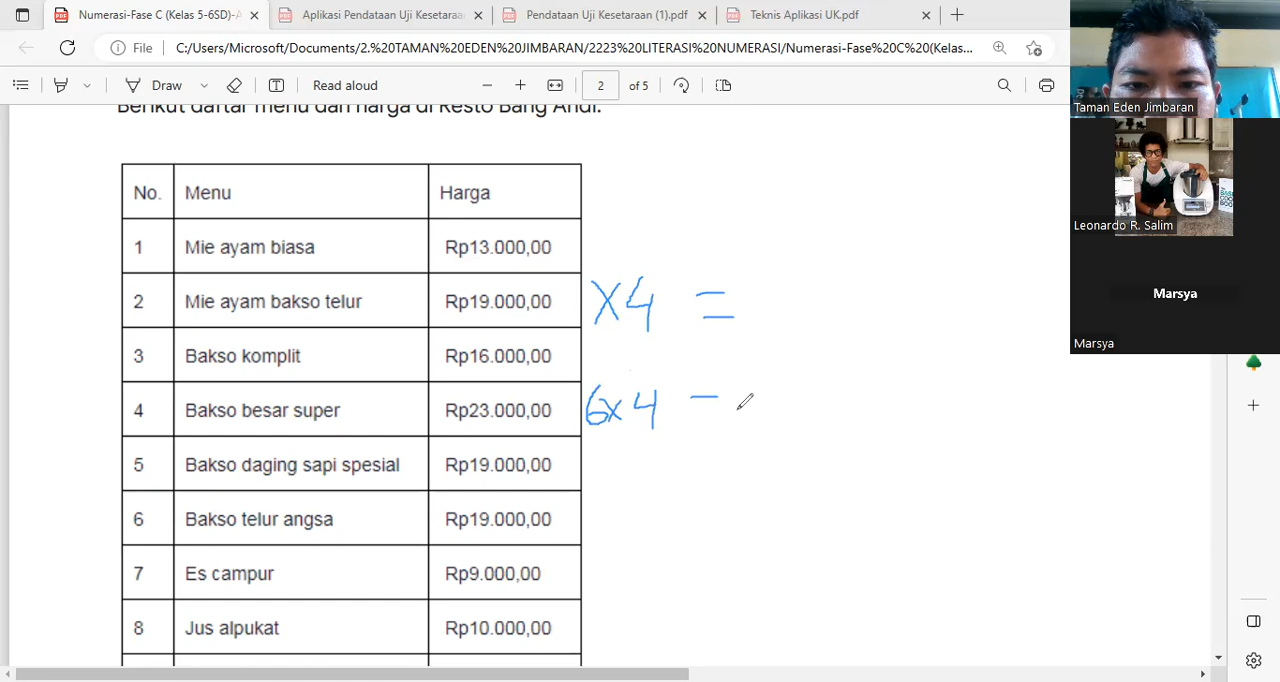 Numerasi-Fase C (Kelas 5-6SD)-A
Aplikasi Pendataan Uji Kesetaraa
Pendataan Uji Kesetaraan (1).pdf
Teknis Aplikasi UK.pdf
File
C:/Users/Microsoft/Documents/2.%20TAMAN%20EDEN%20JIMBARAN/2223%20LITERASI%20NUMERASI/Numerasi-Fase%20C%20(Kelas...
Draw
Read aloud
2 of 5
Berikut daftar menu dan harga di Resto Bang Andi.
No. Menu Harga
1 Mie ayam biasa Rp13.000,00
2 Mie ayam bakso telur Rp19.000,00 x4 =
3 Bakso komplit Rp16.000,00
4 Bakso besar super Rp23.000,00 6x4 –
5 Bakso daging sapi spesial Rp19.000,00
6 Bakso telur angsa Rp19.000,00
7 Es campur Rp9.000,00
8 Jus alpukat Rp10.000,00
Taman Eden Jimbaran
Leonardo R. Salim
Marsya
Marsya